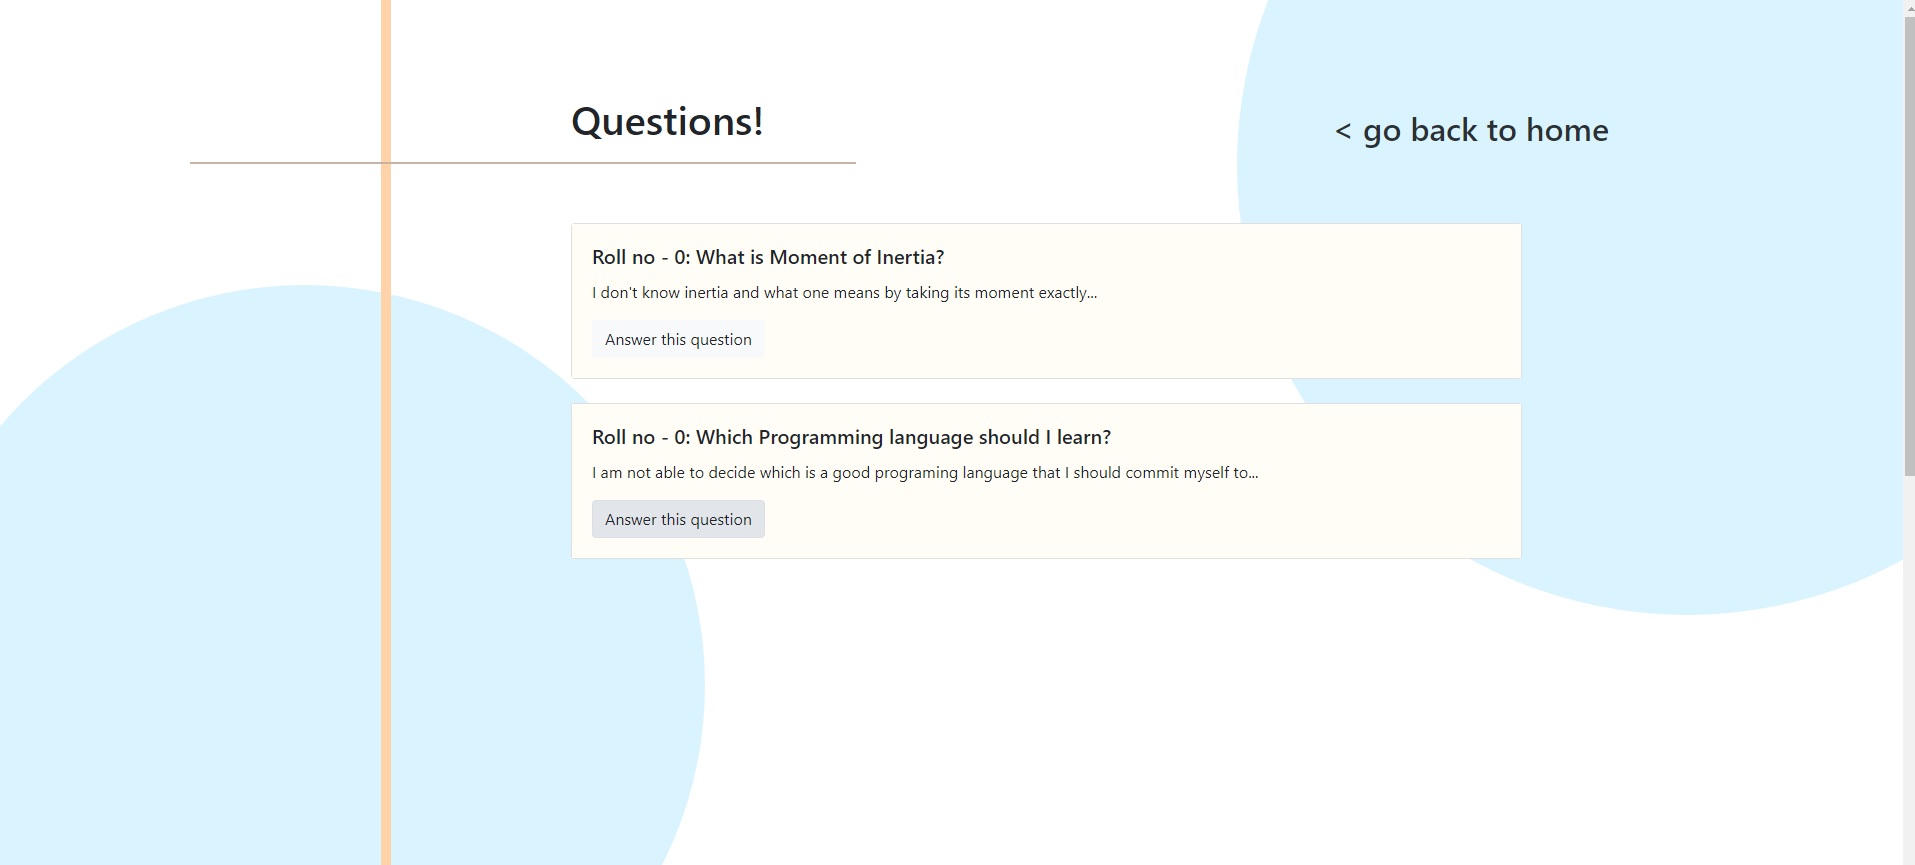 Questions!
< go back to home
Roll no - 0: What is Moment of Inertia?
I don't know inertia and what one means by taking its moment exactly...
Answer this question
Roll no - 0: Which Programming language should I learn?
I am not able to decide which is a good programing language that I should commit myself to...
Answer this question